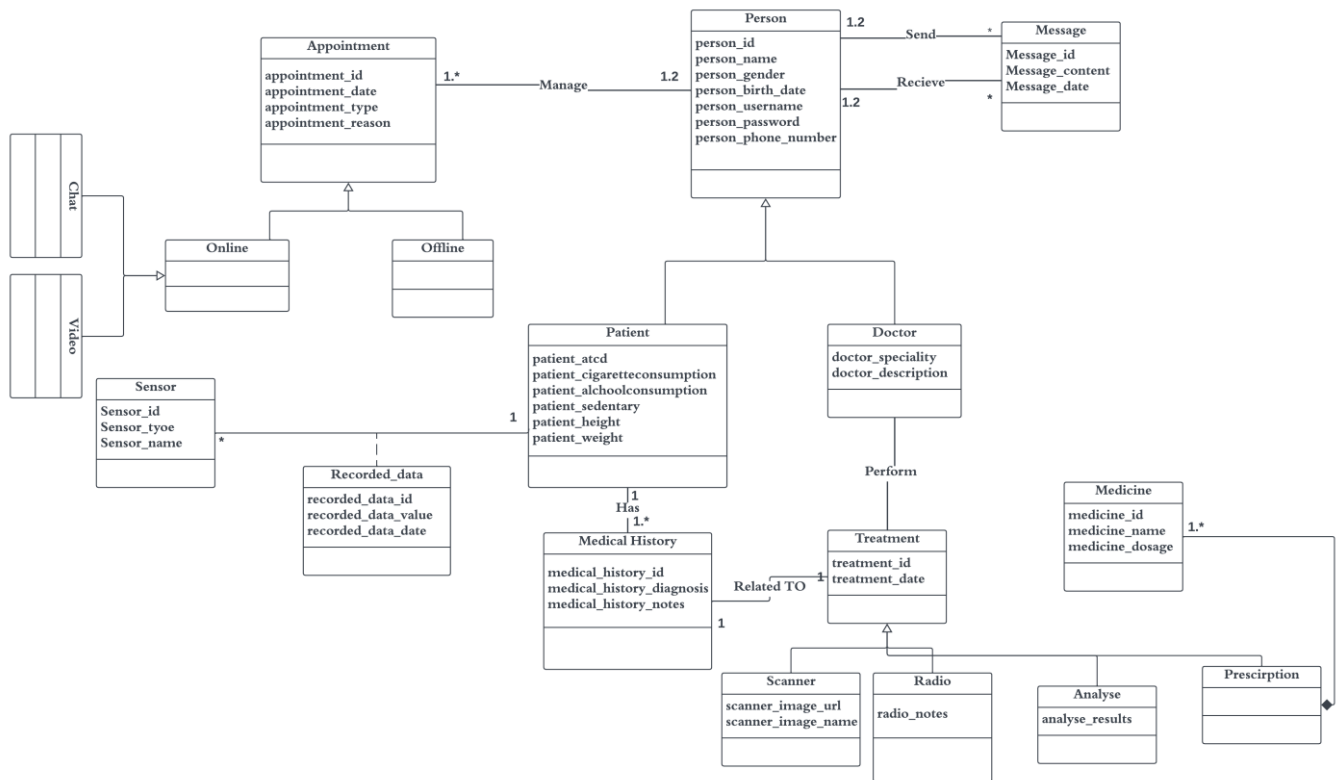 Person
person_id
person_name
person_gender
person_birth_date
person_username
person_password
person_phone_number
1.2
Send
*
1.2
Recieve
*
Message
Message_id
Message_content
Message_date
Appointment
appointment_id
appointment_date
appointment_type
appointment_reason
1.*
Manage
1.2
Chat
Video
Online
Offline
Patient
patient_atcd
patient_cigaretteconsumption
patient_alchoolconsumption
patient_sedentary
patient_height
patient_weight
Doctor
doctor_speciality
doctor_description
Sensor
Sensor_id
Sensor_tyoe
Sensor_name
*
1
Recorded_data
recorded_data_id
recorded_data_value
recorded_data_date
1
Has
1.*
Medical History
medical_history_id
medical_history_diagnosis
medical_history_notes
1
Related TO
1
Perform
Treatment
treatment_id
treatment_date
Medicine
medicine_id
medicine_name
medicine_dosage
1.*
Scanner
scanner_image_url
scanner_image_name
Radio
radio_notes
Analyse
analyse_results
Prescirption